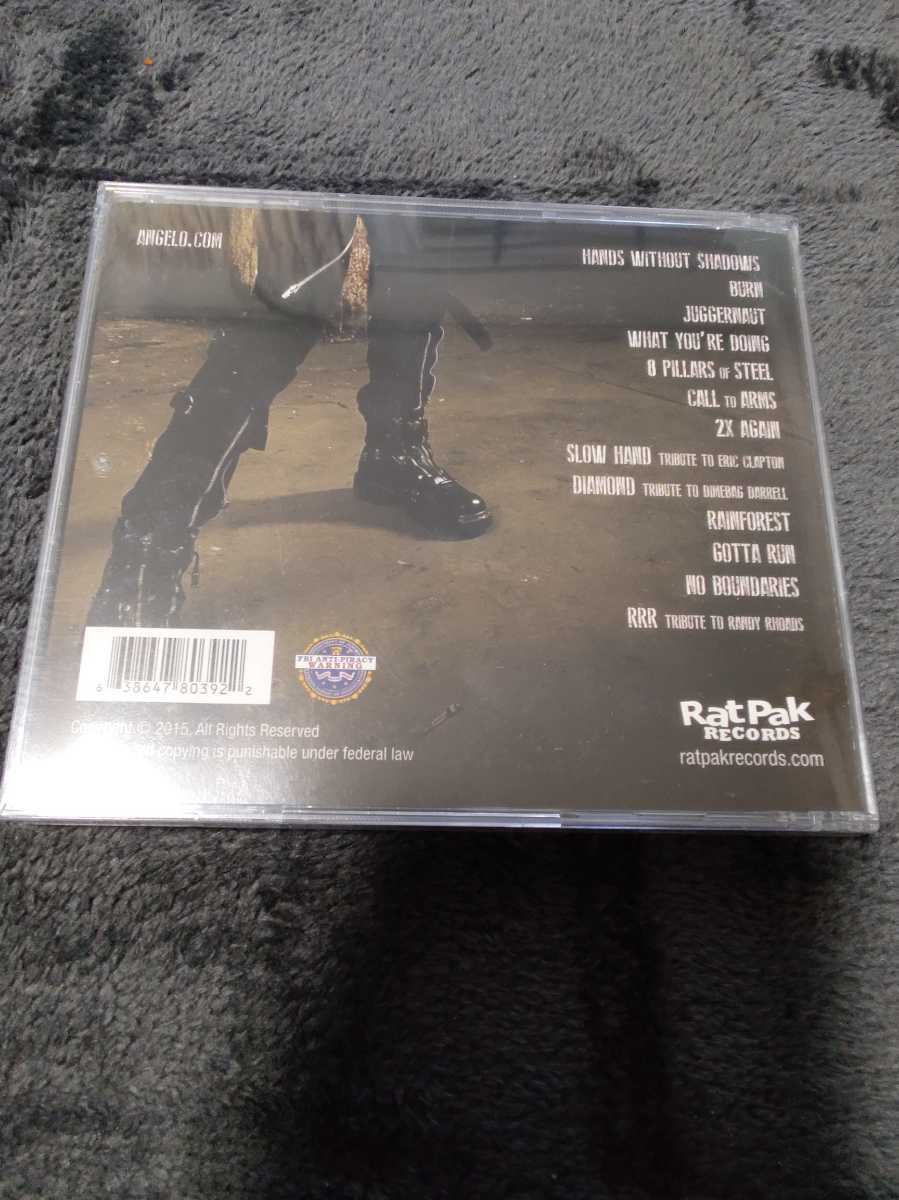 ANGELO.COM
HANDS WITHOUT SHADOWS
BURN
JUGGERNAUT
WHAT YOU'RE DOING
8 PILLARS OF STEEL
CALL TO ARMS
2X AGAIN
SLOW HAND TRIBUTE TO ERIC CLAPTON
DIAMOND TRIBUTE TO DIMEBAG DARRELL
RAINFOREST
GOTTA RUN
NO BOUNDARIES
RRR TRIBUTE TO RANDY RHOADS
FBI ANTI-PIRACY
WARNING
6 38647 80392 2
Copyright © 2015, All Rights Reserved
copying is punishable under federal law
RatPak
RECORDS
ratpakrecords.com